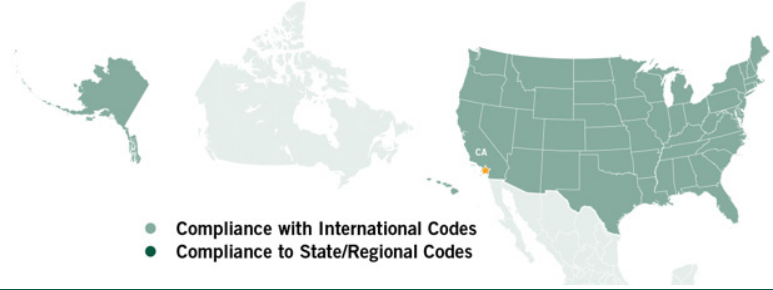 CA
Compliance with International Codes
Compliance to State/Regional Codes